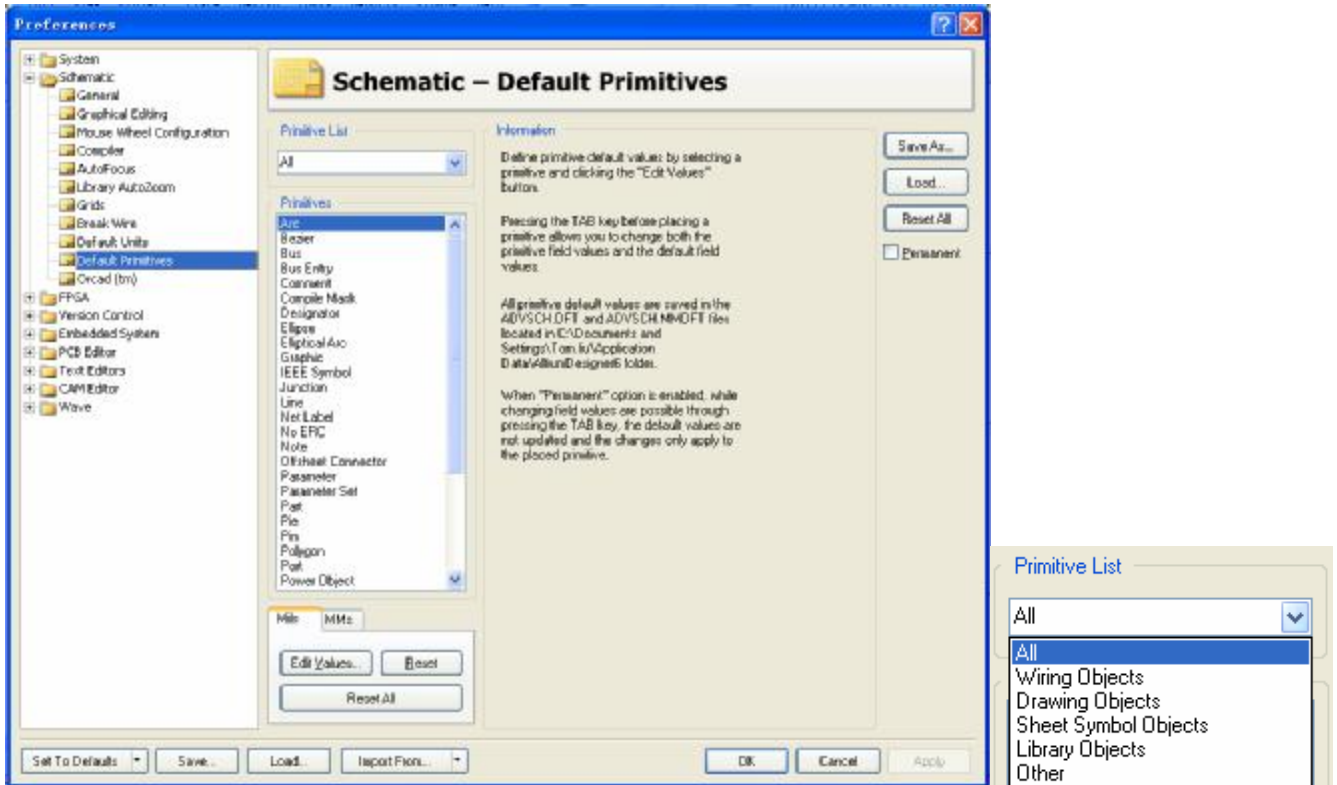 Preferences
System
Schematic
General
Graphical Editing
Mouse Wheel Configuration
Compiler
AutoFocus
Library AutoZoom
Grids
Break Wire
Default Units
Default Primitives
Orcad (tm)
FPGA
Version Control
Embedded System
PCB Editor
Text Editors
CAM Editor
Wave
Schematic – Default Primitives
Primitive List
All
Primitives
Arc
Bezier
Bus
Bus Entry
Comment
Compile Mask
Designator
Ellipse
Elliptical Arc
Graphic
IEEE Symbol
Junction
Line
Net Label
No ERC
Note
Offsheet Connector
Parameter
Parameter Set
Part
Pie
Pin
Polygon
Port
Power Object
Mils MMs
Edit Values... Reset
Reset All
Information
Define primitive default values by selecting a
primitive and clicking the "Edit Values"
button.
Pressing the TAB key before placing a
primitive allows you to change both the
primitive field values and the default field
values.
All primitive default values are saved in the
ADVSCH.DFT and ADVSCH.MMDFT files
located in C:\Documents and
Settings\Tom.liu\Application
Data\AltiumDesigner6 folder.
When "Permanent" option is enabled, while
changing field values are possible through
pressing the TAB key, the default values are
not updated and the changes only apply to
the placed primitive.
Save As...
Load...
Reset All
Permanent
Set To Defaults Save... Load... Import From... OK Cancel Apply
Primitive List
All
All
Wiring Objects
Drawing Objects
Sheet Symbol Objects
Library Objects
Other